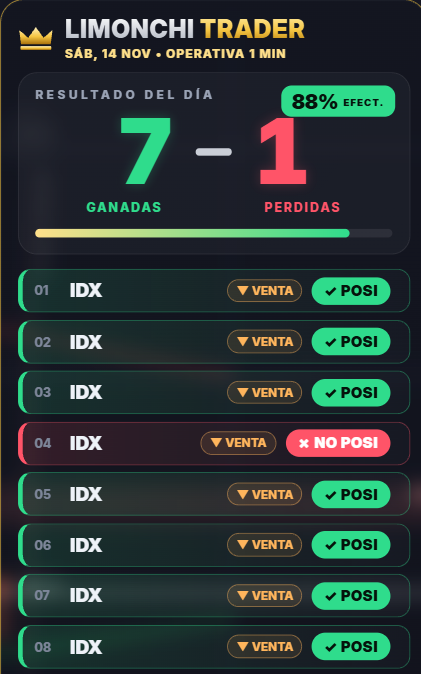 LIMONCHI TRADER
SÁB, 14 NOV • OPERATIVA 1 MIN
RESULTADO DEL DÍA
88% EFECT.
7 – 1
GANADAS PERDIDAS
01 IDX ▼ VENTA ✓ POSI
02 IDX ▼ VENTA ✓ POSI
03 IDX ▼ VENTA ✓ POSI
04 IDX ▼ VENTA ✖ NO POSI
05 IDX ▼ VENTA ✓ POSI
06 IDX ▼ VENTA ✓ POSI
07 IDX ▼ VENTA ✓ POSI
08 IDX ▼ VENTA ✓ POSI